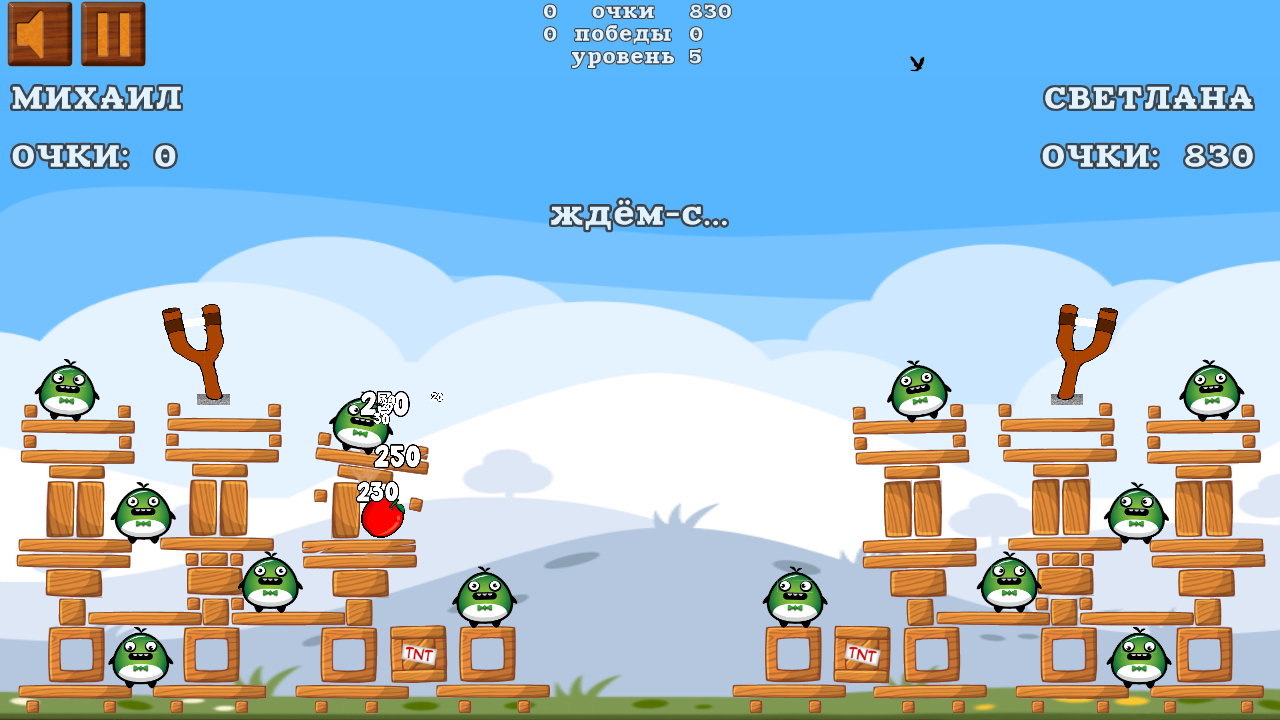 0 очки 830
0 победы 0
уровень 5
МИХАИЛ
СВЕТЛАНА
ОЧКИ: 0
ОЧКИ: 830
ждём-с...
250
250
230
TNT
TNT